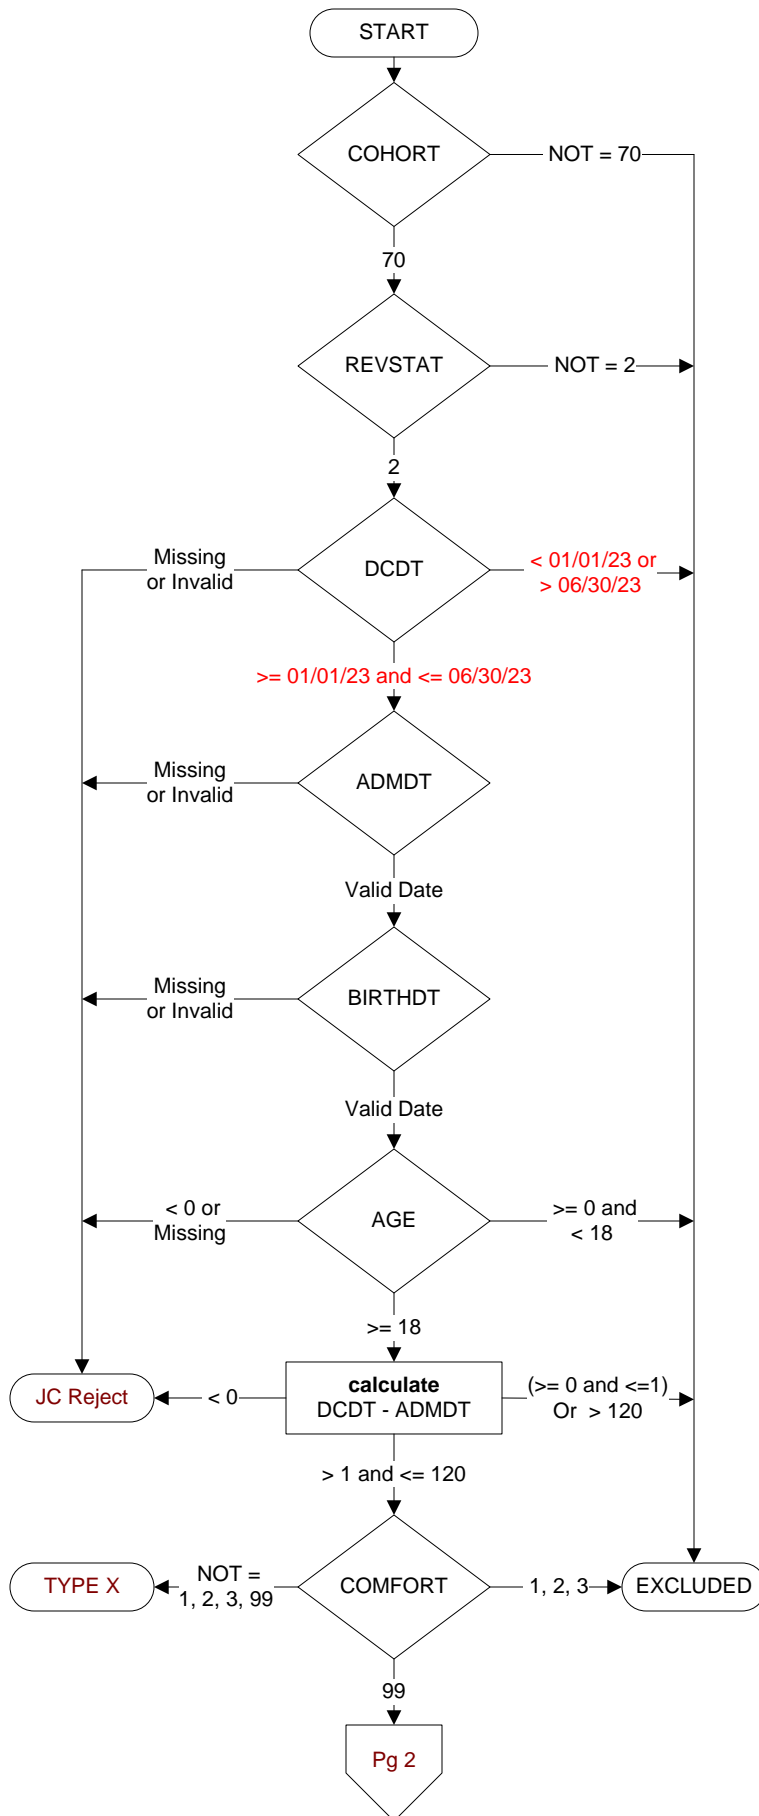 START
COHORT
NOT = 70
70
REVSTAT
NOT = 2
2
Missing
or Invalid
DCDT
< 01/01/23 or
> 06/30/23
>= 01/01/23 and <= 06/30/23
Missing
or Invalid
ADMDT
Valid Date
Missing
or Invalid
BIRTHDT
Valid Date
< 0 or
Missing
AGE
>= 0 and
< 18
>= 18
JC Reject
< 0
calculate
DCDT - ADMDT
(>= 0 and <=1)
Or > 120
> 1 and <= 120
TYPE X
NOT =
1, 2, 3, 99
COMFORT
1, 2, 3
EXCLUDED
99
Pg 2